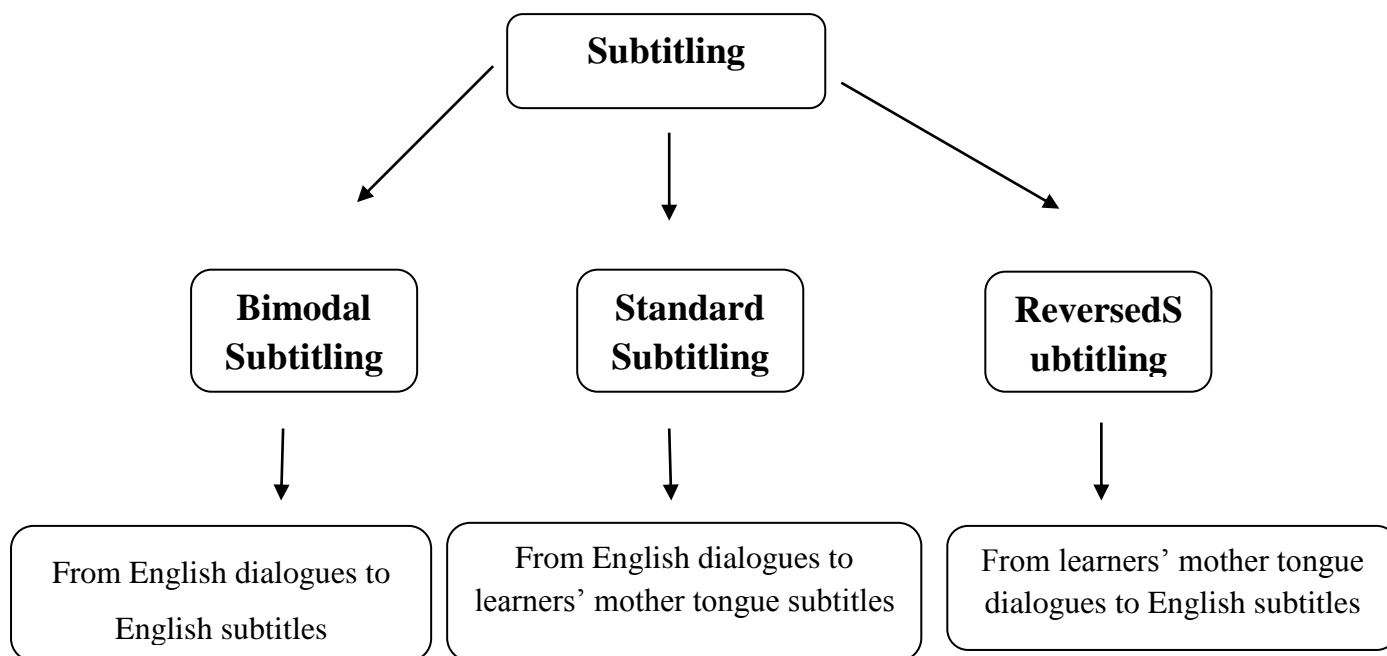 Subtitling
Bimodal
Subtitling
Standard
Subtitling
ReversedS
ubtitling
From English dialogues to
English subtitles
From English dialogues to
learners’ mother tongue subtitles
From learners’ mother tongue
dialogues to English subtitles